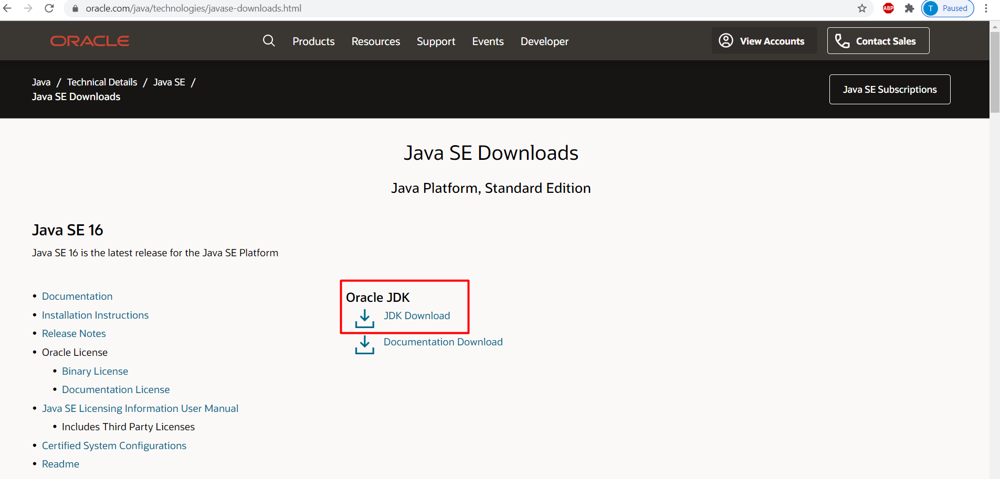 oracle.com/java/technologies/javase-downloads.html
ABP
T
Paused
ORACLE
Products
Resources
Support
Events
Developer
View Accounts
Contact Sales
Java / Technical Details / Java SE /
Java SE Downloads
Java SE Subscriptions
Java SE Downloads
Java Platform, Standard Edition
Java SE 16
Java SE 16 is the latest release for the Java SE Platform
• Documentation
• Installation Instructions
• Release Notes
• Oracle License
• Binary License
• Documentation License
• Java SE Licensing Information User Manual
• Includes Third Party Licenses
• Certified System Configurations
• Readme
Oracle JDK
JDK Download
Documentation Download